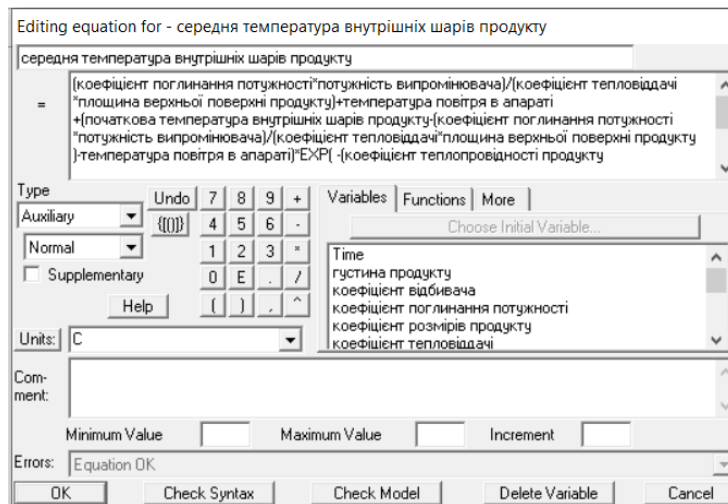 Editing equation for - середня температура внутрішніх шарів продукту
середня температура внутрішніх шарів продукту
=
(коефіцієнт поглинання потужності*потужність випромінювача)/(коефіцієнт тепловіддачі
*площина верхньої поверхні продукту)+температура повітря в апараті
+(початкова температура внутрішніх шарів продукту-(коефіцієнт поглинання потужності
*потужність випромінювача)/(коефіцієнт тепловіддачі*площина верхньої поверхні продукту
)-температура повітря в апараті)*EXP( -(коефіцієнт теплопровідності продукту
Type
Auxiliary
Normal
Supplementary
Help
Undo 7 8 9 +
{[()]} 4 5 6 -
1 2 3 *
0 E . /
( ) , ^
Variables Functions More
Choose Initial Variable...
Time
густина продукту
коефіцієнт відбивача
коефіцієнт поглинання потужності
коефіцієнт розмірів продукту
коефіцієнт тепловіддачі
Units: C
Com-
ment:
Minimum Value Maximum Value Increment
Errors: Equation OK
OK Check Syntax Check Model Delete Variable Cancel